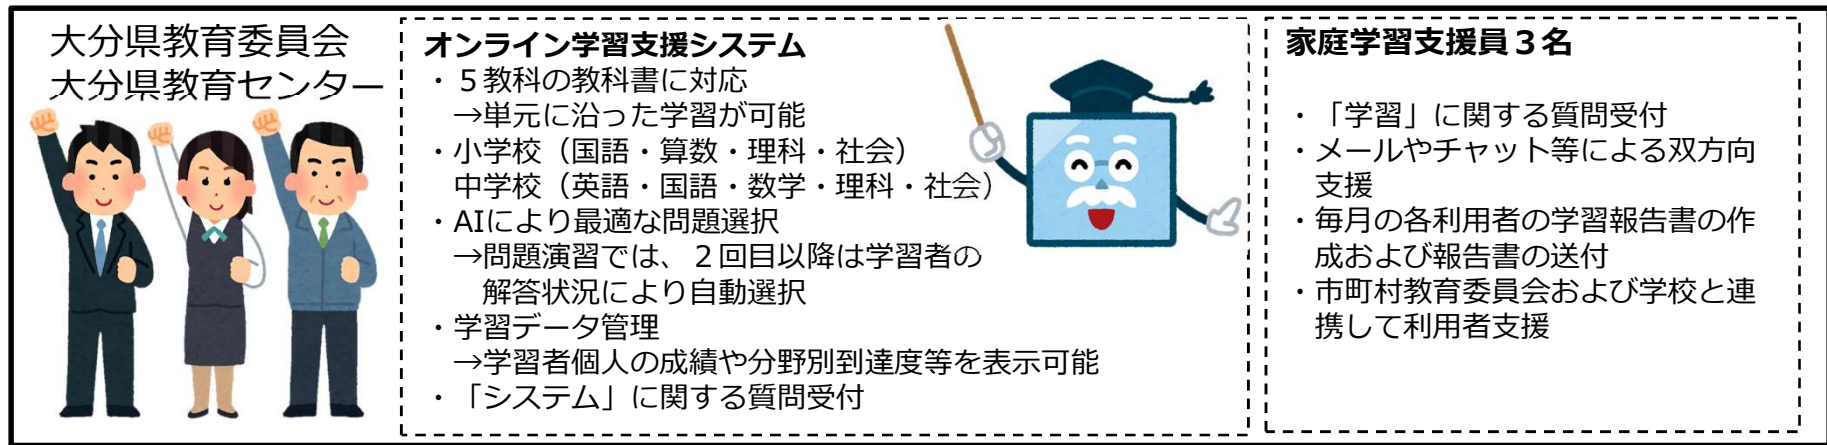 大分県教育委員会
大分県教育センター
オンライン学習支援システム
・５教科の教科書に対応
→単元に沿った学習が可能
・小学校（国語・算数・理科・社会）
中学校（英語・国語・数学・理科・社会）
・AIにより最適な問題選択
→問題演習では、２回目以降は学習者の
解答状況により自動選択
・学習データ管理
→学習者個人の成績や分野別到達度等を表示可能
・「システム」に関する質問受付
家庭学習支援員３名
・「学習」に関する質問受付
・メールやチャット等による双方向
支援
・毎月の各利用者の学習報告書の作
成および報告書の送付
・市町村教育委員会および学校と連
携して利用者支援